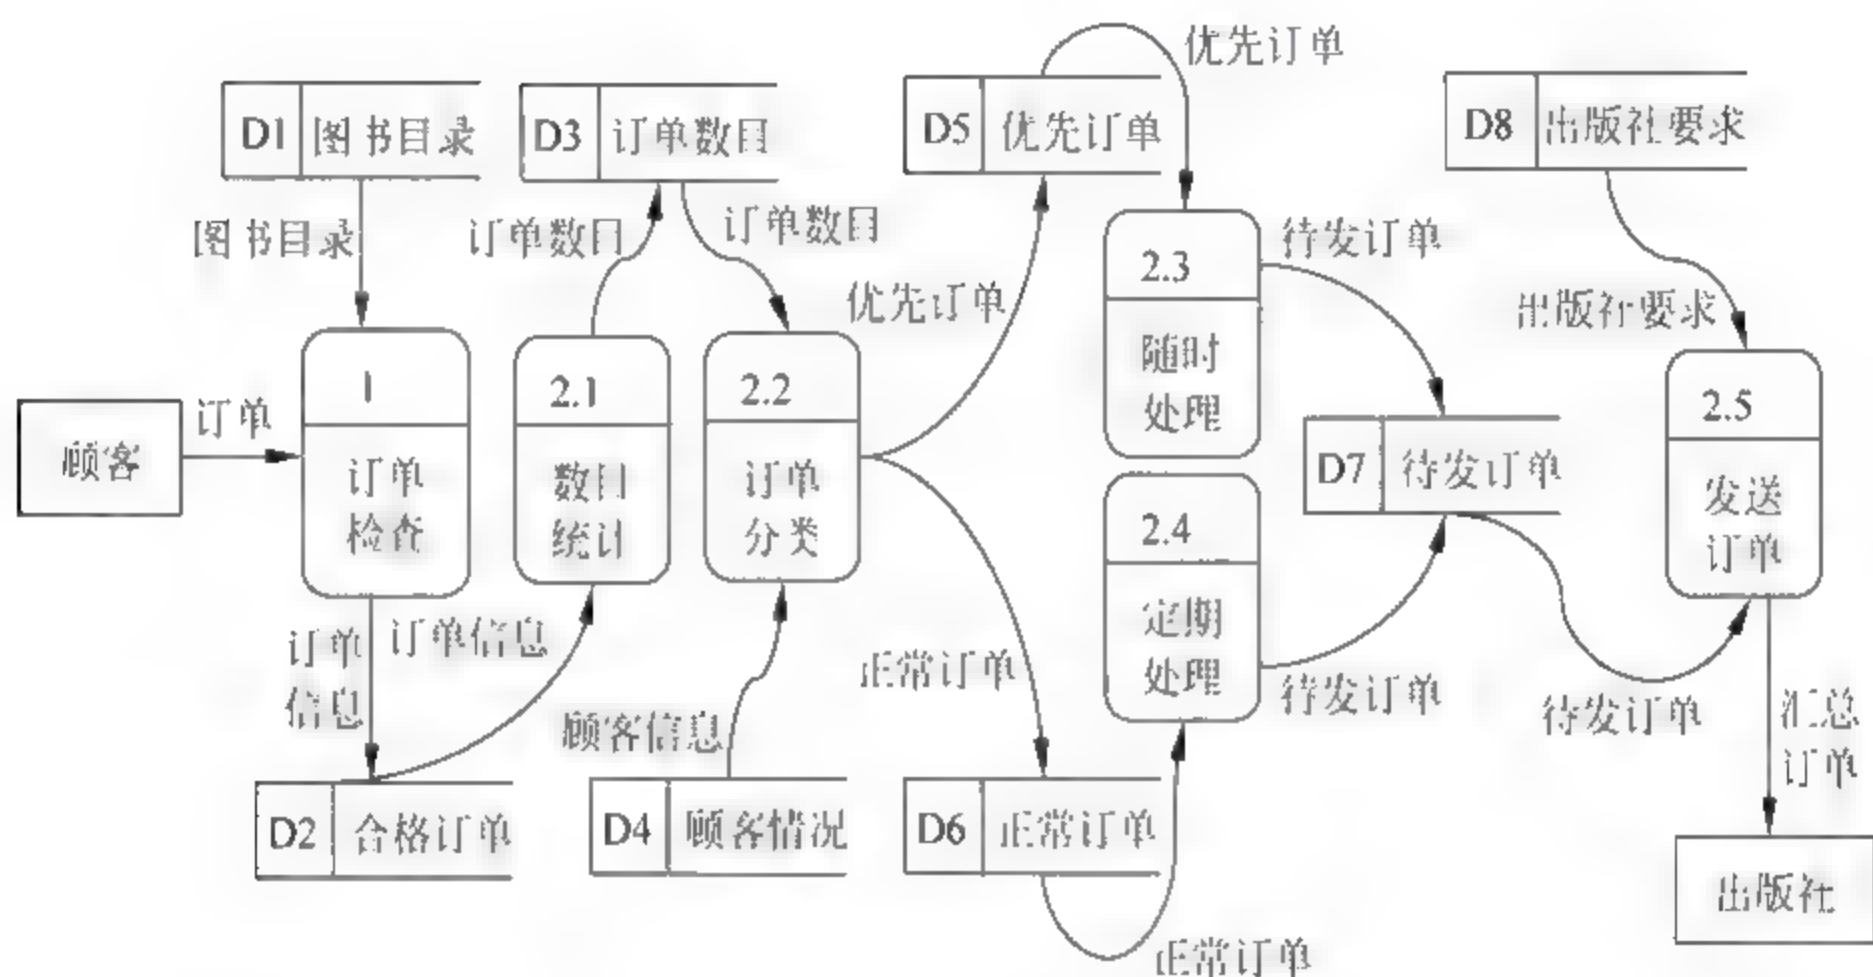 优先订单
D1 图书目录
D3 订单数目
D5 优先订单
D8 出版社要求
图书目录
订单数目
订单数目
优先订单
待发订单
出版社要求
顾客
订单
1
订单
检查
2.1
数目
统计
2.2
订单
分类
2.3
随时
处理
2.4
定期
处理
D7 待发订单
2.5
发送
订单
订单
信息
订单信息
顾客信息
正常订单
待发订单
待发订单
汇总
订单
D2 合格订单
D4 顾客情况
D6 正常订单
出版社
正常订单